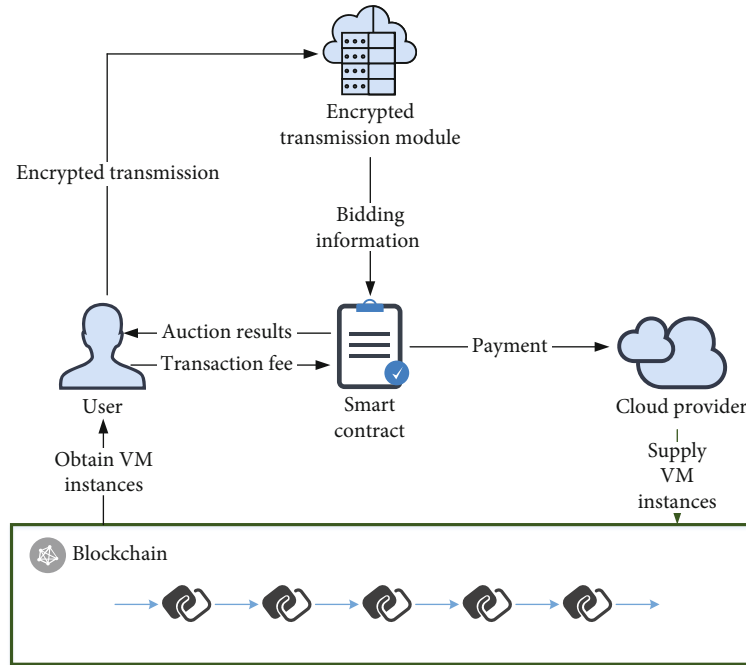 Encrypted
transmission module
Encrypted transmission
Bidding
information
Auction results
Transaction fee
Payment
User
Smart
contract
Cloud provider
Obtain VM
instances
Supply
VM
instances
Blockchain